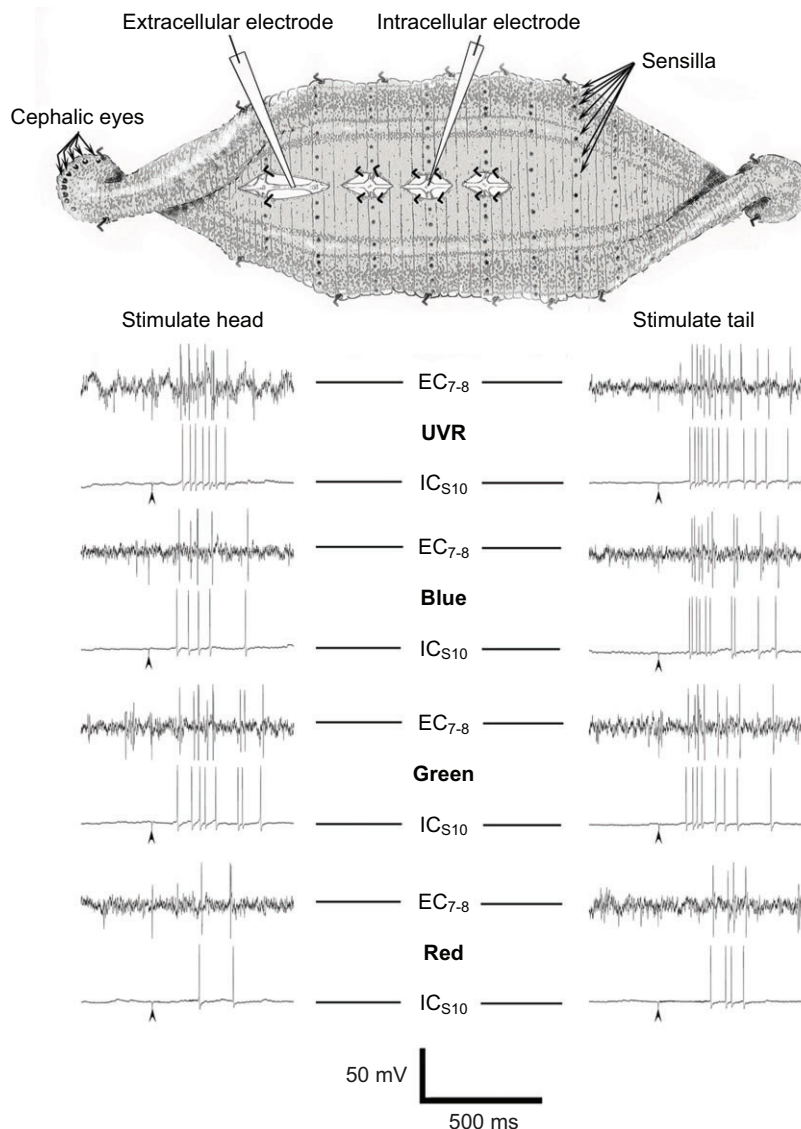 Extracellular electrode
Intracellular electrode
Sensilla
Cephalic eyes
Stimulate head
Stimulate tail
EC7-8
UVR
ICS10
EC7-8
Blue
ICS10
EC7-8
Green
ICS10
EC7-8
Red
ICS10
50 mV
500 ms